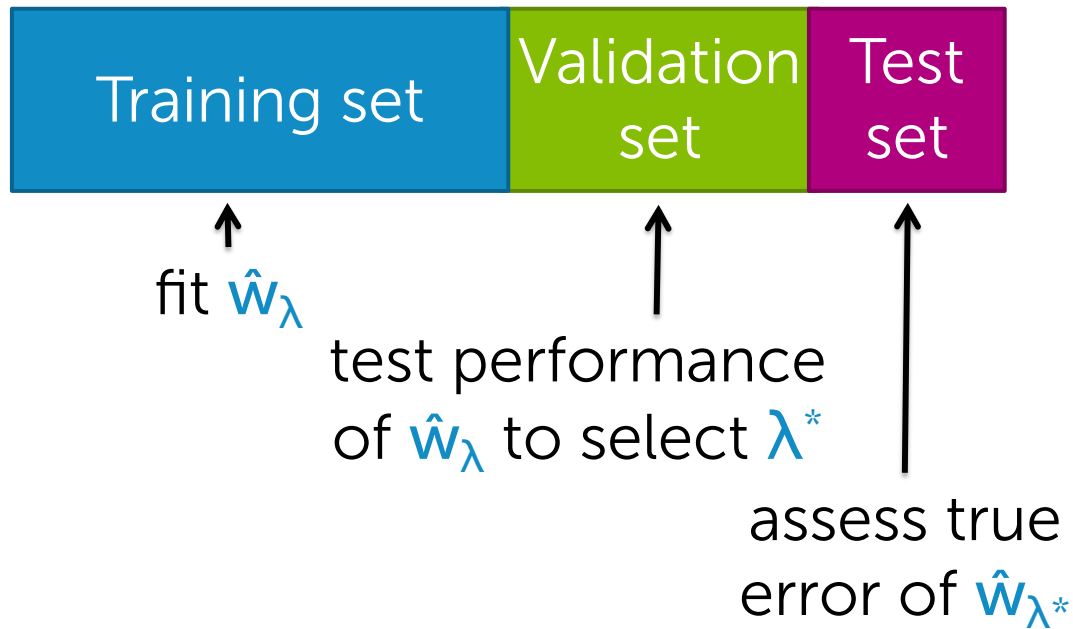 Training set
Validation
set
Test
set
fit ŵλ
test performance
of ŵλ to select λ*
assess true
error of ŵλ*